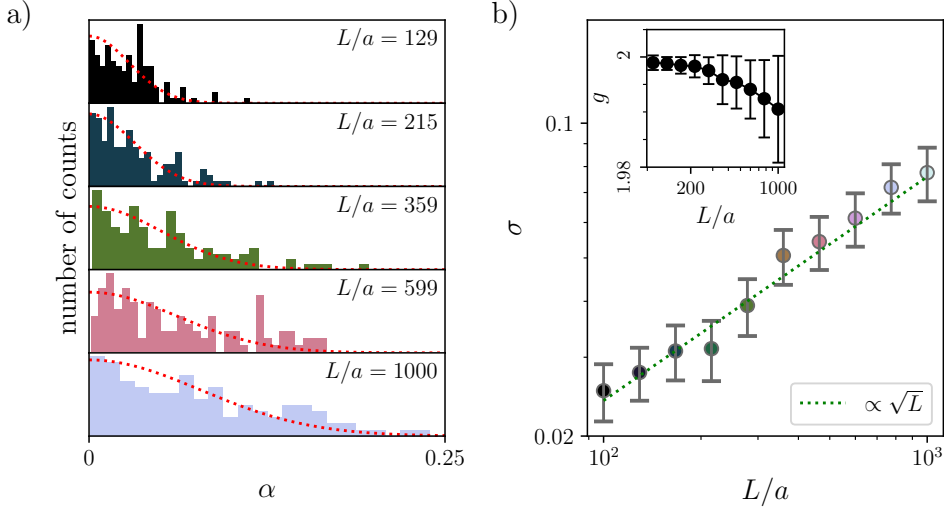 a)
number of counts
L/a = 129
L/a = 215
L/a = 359
L/a = 599
L/a = 1000
0
0.25
α
b)
σ
0.1
0.02
10²
10³
L/a
∝ √L
g
2
1.98
200
1000
L/a